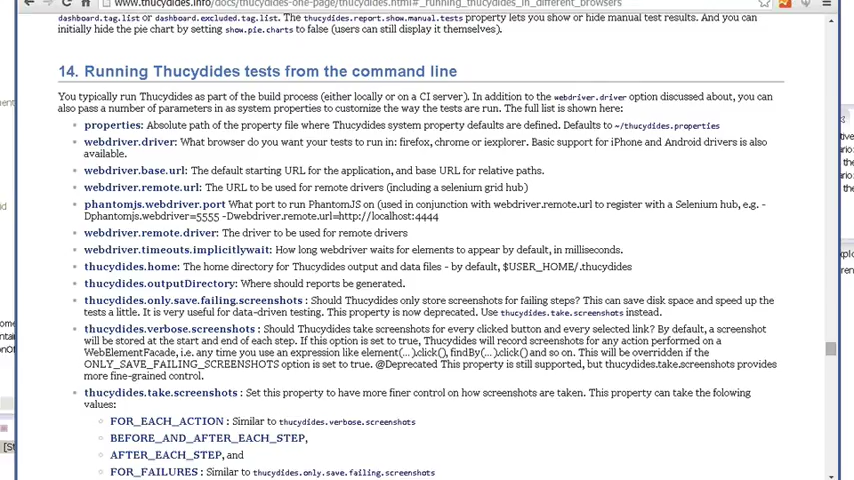 www.thucydides.info/docs/thucydides-one-page/thucydides.html#_running_thucydides_in_different_browsers
dashboard.tag.list or dashboard.excluded.tag.list. The thucydides.report.show.manual.tests property lets you show or hide manual test results. And you can
initially hide the pie chart by setting show.pie.charts to false (users can still display it themselves).
14. Running Thucydides tests from the command line
You typically run Thucydides as part of the build process (either locally or on a CI server). In addition to the webdriver.driver option discussed about, you can
also pass a number of parameters in as system properties to customize the way the tests are run. The full list is shown here:
properties: Absolute path of the property file where Thucydides system property defaults are defined. Defaults to ~/thucydides.properties
webdriver.driver: What browser do you want your tests to run in: firefox, chrome or iexplorer. Basic support for iPhone and Android drivers is also
available.
webdriver.base.url: The default starting URL for the application, and base URL for relative paths.
webdriver.remote.url: The URL to be used for remote drivers (including a selenium grid hub)
phantomjs.webdriver.port What port to run PhantomJS on (used in conjunction with webdriver.remote.url to register with a Selenium hub, e.g. -
Dphantomjs.webdriver=5555 -Dwebdriver.remote.url=http://localhost:4444
webdriver.remote.driver: The driver to be used for remote drivers
webdriver.timeouts.implicitlywait: How long webdriver waits for elements to appear by default, in milliseconds.
thucydides.home: The home directory for Thucydides output and data files - by default, $USER_HOME/.thucydides
thucydides.outputDirectory: Where should reports be generated.
thucydides.only.save.failing.screenshots : Should Thucydides only store screenshots for failing steps? This can save disk space and speed up the
tests a little. It is very useful for data-driven testing. This property is now deprecated. Use thucydides.take.screenshots instead.
thucydides.verbose.screenshots : Should Thucydides take screenshots for every clicked button and every selected link? By default, a screenshot
will be stored at the start and end of each step. If this option is set to true, Thucydides will record screenshots for any action performed on a
WebElementFacade, i.e. any time you use an expression like element(...).click(), findBy(...).click() and so on. This will be overridden if the
ONLY_SAVE_FAILING_SCREENSHOTS option is set to true. @Deprecated This property is still supported, but thucydides.take.screenshots provides
more fine-grained control.
thucydides.take.screenshots : Set this property to have more finer control on how screenshots are taken. This property can take the following
values:
FOR_EACH_ACTION : Similar to thucydides.verbose.screenshots
BEFORE_AND_AFTER_EACH_STEP,
AFTER_EACH_STEP, and
FOR_FAILURES : Similar to thucydides.only.save.failing.screenshots